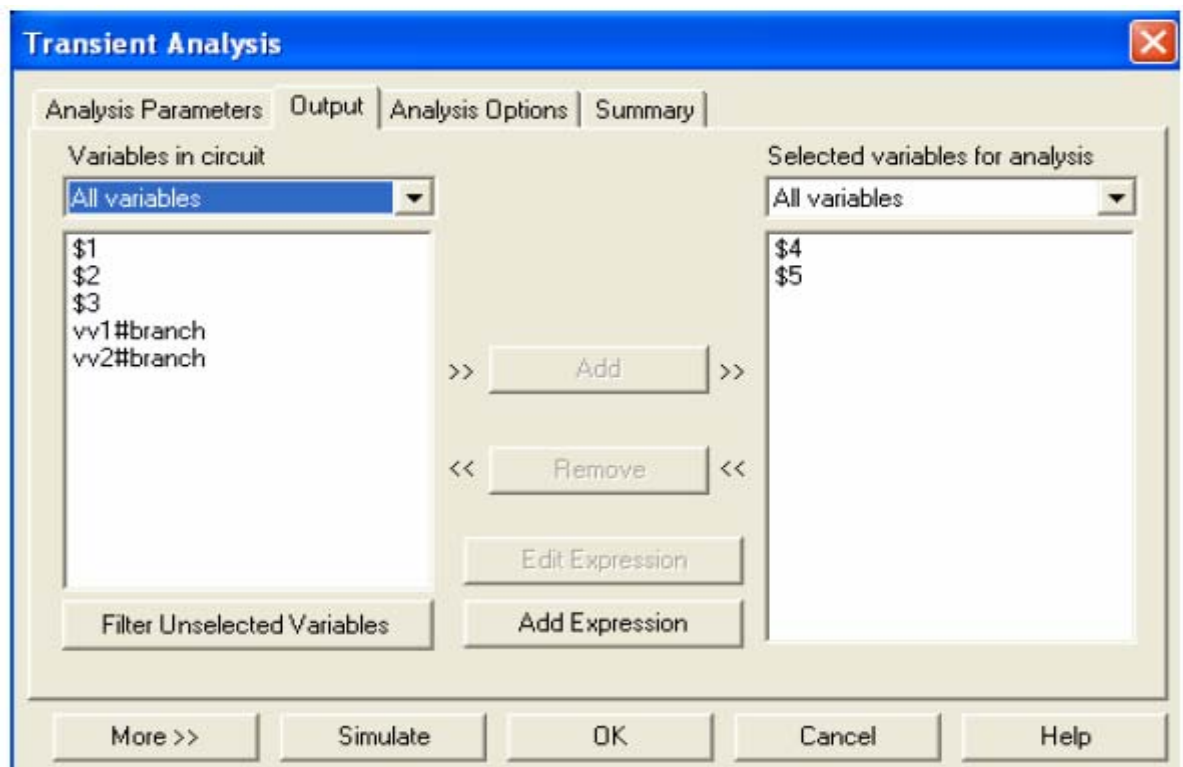 Transient Analysis
Analysis Parameters Output Analysis Options Summary
Variables in circuit
All variables
$1
$2
$3
vv1#branch
vv2#branch
Filter Unselected Variables
>> Add >>
<< Remove <<
Edit Expression
Add Expression
Selected variables for analysis
All variables
$4
$5
More >> Simulate OK Cancel Help